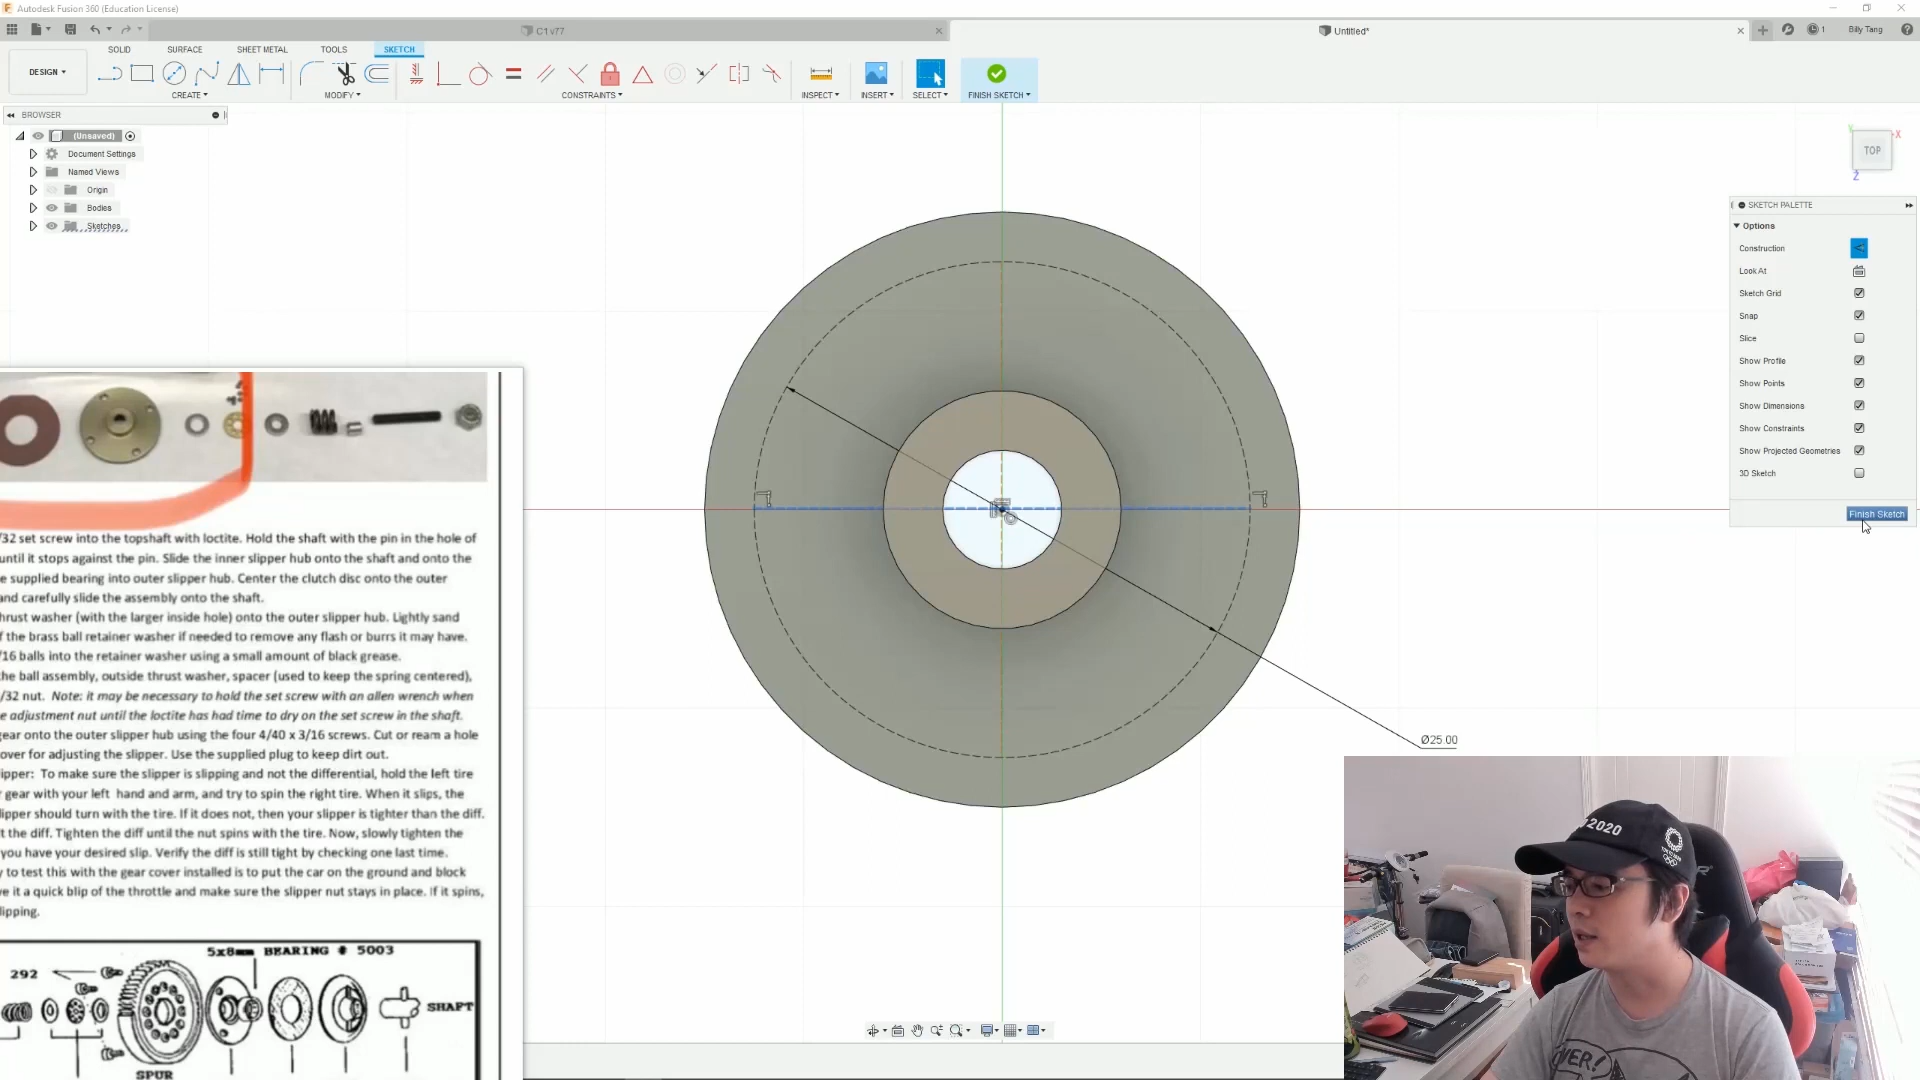 Autodesk Fusion 360 (Education License)
C1 v77
Untitled*
1
Billy Tang
DESIGN
SOLID
SURFACE
SHEET METAL
TOOLS
SKETCH
CREATE
MODIFY
CONSTRAINTS
INSPECT
INSERT
SELECT
FINISH SKETCH
BROWSER
(Unsaved)
Document Settings
Named Views
Origin
Bodies
Sketches
TOP
X
Z
SKETCH PALETTE
Options
Construction
Look At
Sketch Grid
Snap
Slice
Show Profile
Show Points
Show Dimensions
Show Constraints
Show Projected Geometries
3D Sketch
Finish Sketch
Ø25.00
/32 set screw into the topshaft with loctite. Hold the shaft with the pin in the hole of
until it stops against the pin. Slide the inner slipper hub onto the shaft and onto the
e supplied bearing into outer slipper hub. Center the clutch disc onto the outer
and carefully slide the assembly onto the shaft.
hrust washer (with the larger inside hole) onto the outer slipper hub. Lightly sand
f the brass ball retainer washer if needed to remove any flash or burrs it may have.
/16 balls into the retainer washer using a small amount of black grease.
he ball assembly, outside thrust washer, spacer (used to keep the spring centered),
/32 nut. Note: it may be necessary to hold the set screw with an allen wrench when
e adjustment nut until the loctite has had time to dry on the set screw in the shaft.
gear onto the outer slipper hub using the four 4/40 x 3/16 screws. Cut or ream a hole
over for adjusting the slipper. Use the supplied plug to keep dirt out.
ipper: To make sure the slipper is slipping and not the differential, hold the left tire
r gear with your left hand and arm, and try to spin the right tire. When it slips, the
lipper should turn with the tire. If it does not, then your slipper is tighter than the diff.
t the diff. Tighten the diff until the nut spins with the tire. Now, slowly tighten the
you have your desired slip. Verify the diff is still tight by checking one last time.
y to test this with the gear cover installed is to put the car on the ground and block
ve it a quick blip of the throttle and make sure the slipper nut stays in place. If it spins,
lipping.
5x8mm BEARING # 5003
292
SHAFT
SPUR
2020
OVER!